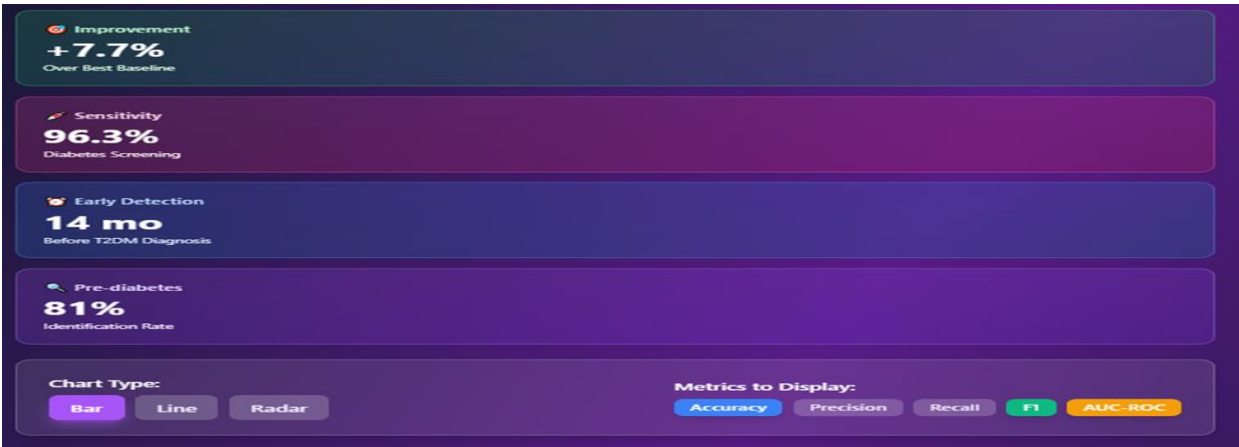 Improvement
+7.7%
Over Best Baseline
Sensitivity
96.3%
Diabetes Screening
Early Detection
14 mo
Before T2DM Diagnosis
Pre-diabetes
81%
Identification Rate
Chart Type:
Bar Line Radar
Metrics to Display:
Accuracy Precision Recall F1 AUC-ROC